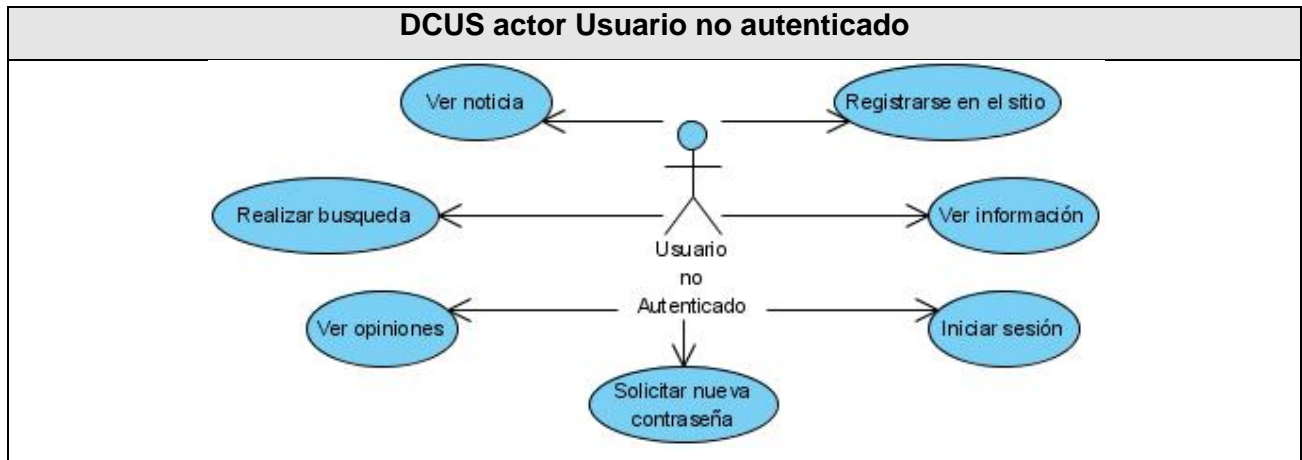 DCUS actor Usuario no autenticado
Ver noticia
Registrarse en el sitio
Realizar busqueda
Ver información
Usuario
no
Autenticado
Ver opiniones
Iniciar sesión
Solicitar nueva
contraseña